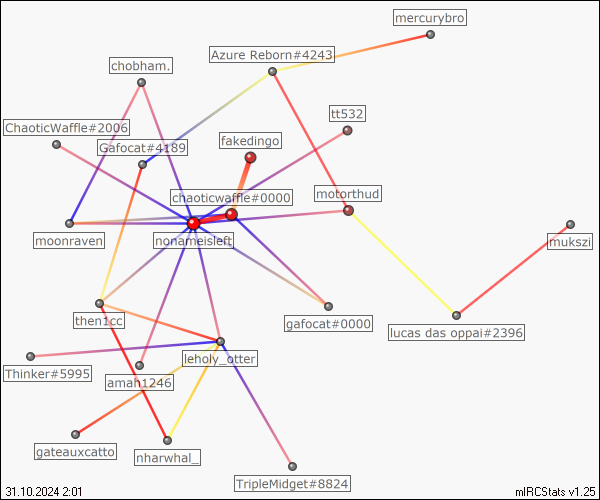 mercurybro
Azure Reborn#4243
chobham.
tt532
ChaoticWaffle#2006
fakedingo
Gafocat#4189
chaoticwaffle#0000
motorthud
moonraven
nonameisleft
mukszi
then1cc
gafocat#0000
lucas das oppai#2396
leholy_otter
Thinker#5995
amah1246
gateauxcatto
nharwhal_
TripleMidget#8824
31.10.2024 2:01
mIRCStats v1.25